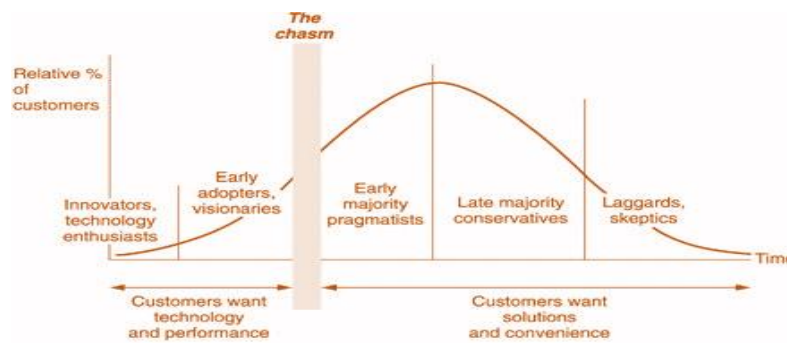 The
chasm
Relative %
of
customers
Innovators,
technology
enthusiasts
Early
adopters,
visionaries
Early
majority
pragmatists
Late majority
conservatives
Laggards,
skeptics
Time
Customers want
technology
and performance
Customers want
solutions
and convenience